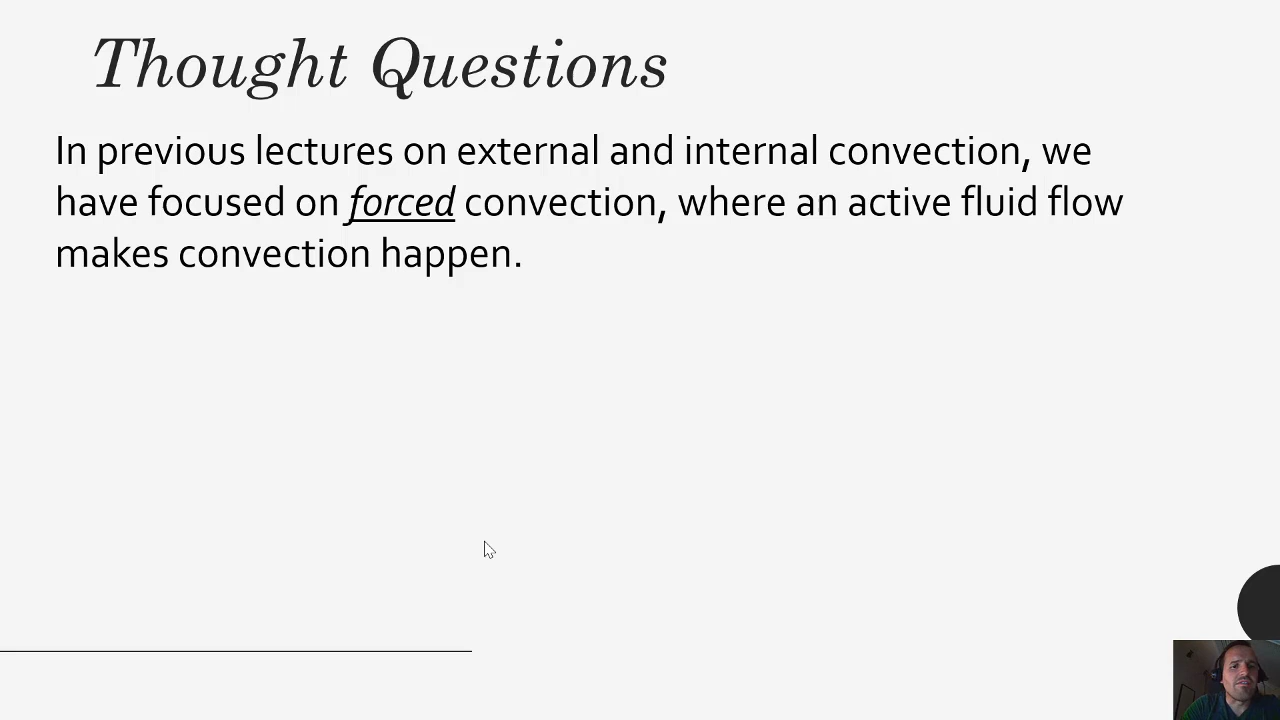 Thought Questions
In previous lectures on external and internal convection, we
have focused on forced convection, where an active fluid flow
makes convection happen.